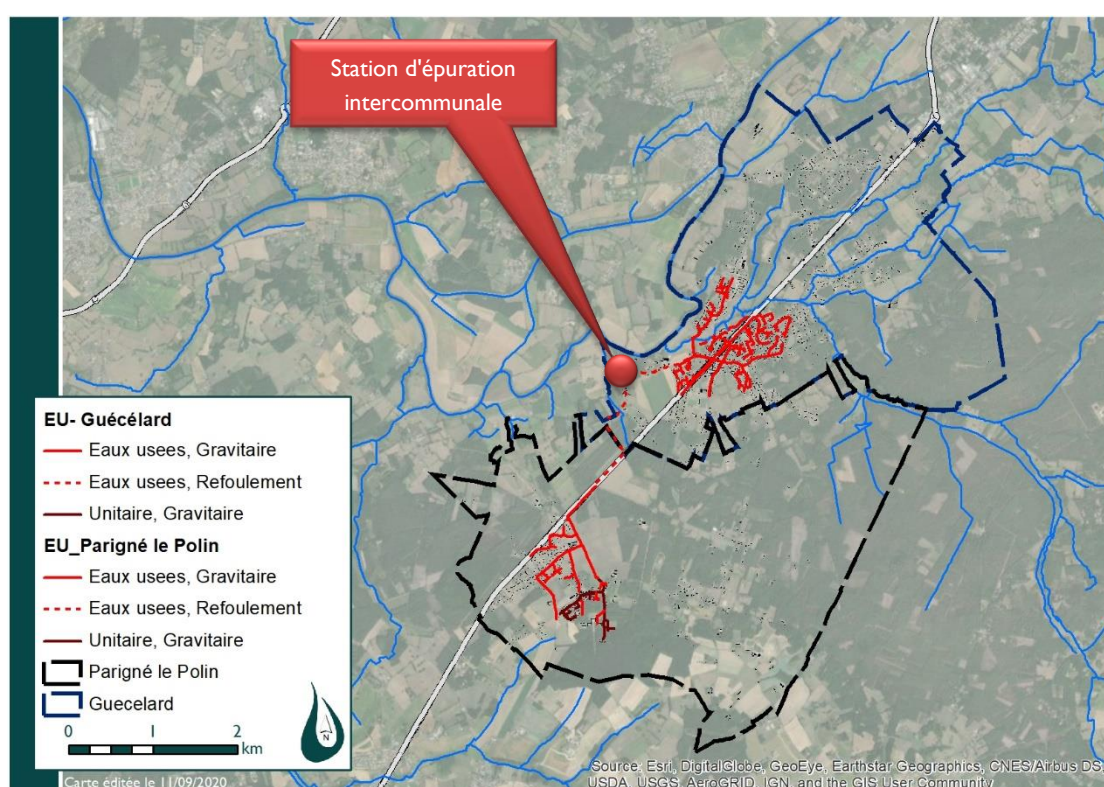 Station d'épuration
intercommunale
EU- Guécélard
Eaux usees, Gravitaire
Eaux usees, Refoulement
Unitaire, Gravitaire
EU_Parigné le Polin
Eaux usees, Gravitaire
Eaux usees, Refoulement
Unitaire, Gravitaire
Parigné le Polin
Guecelard
0 1 2
km
N
Carte éditée le 11/09/2020
Source: Esri, DigitalGlobe, GeoEye, Earthstar Geographics, CNES/Airbus DS,
USDA, USGS, AeroGRID, IGN, and the GIS User Community